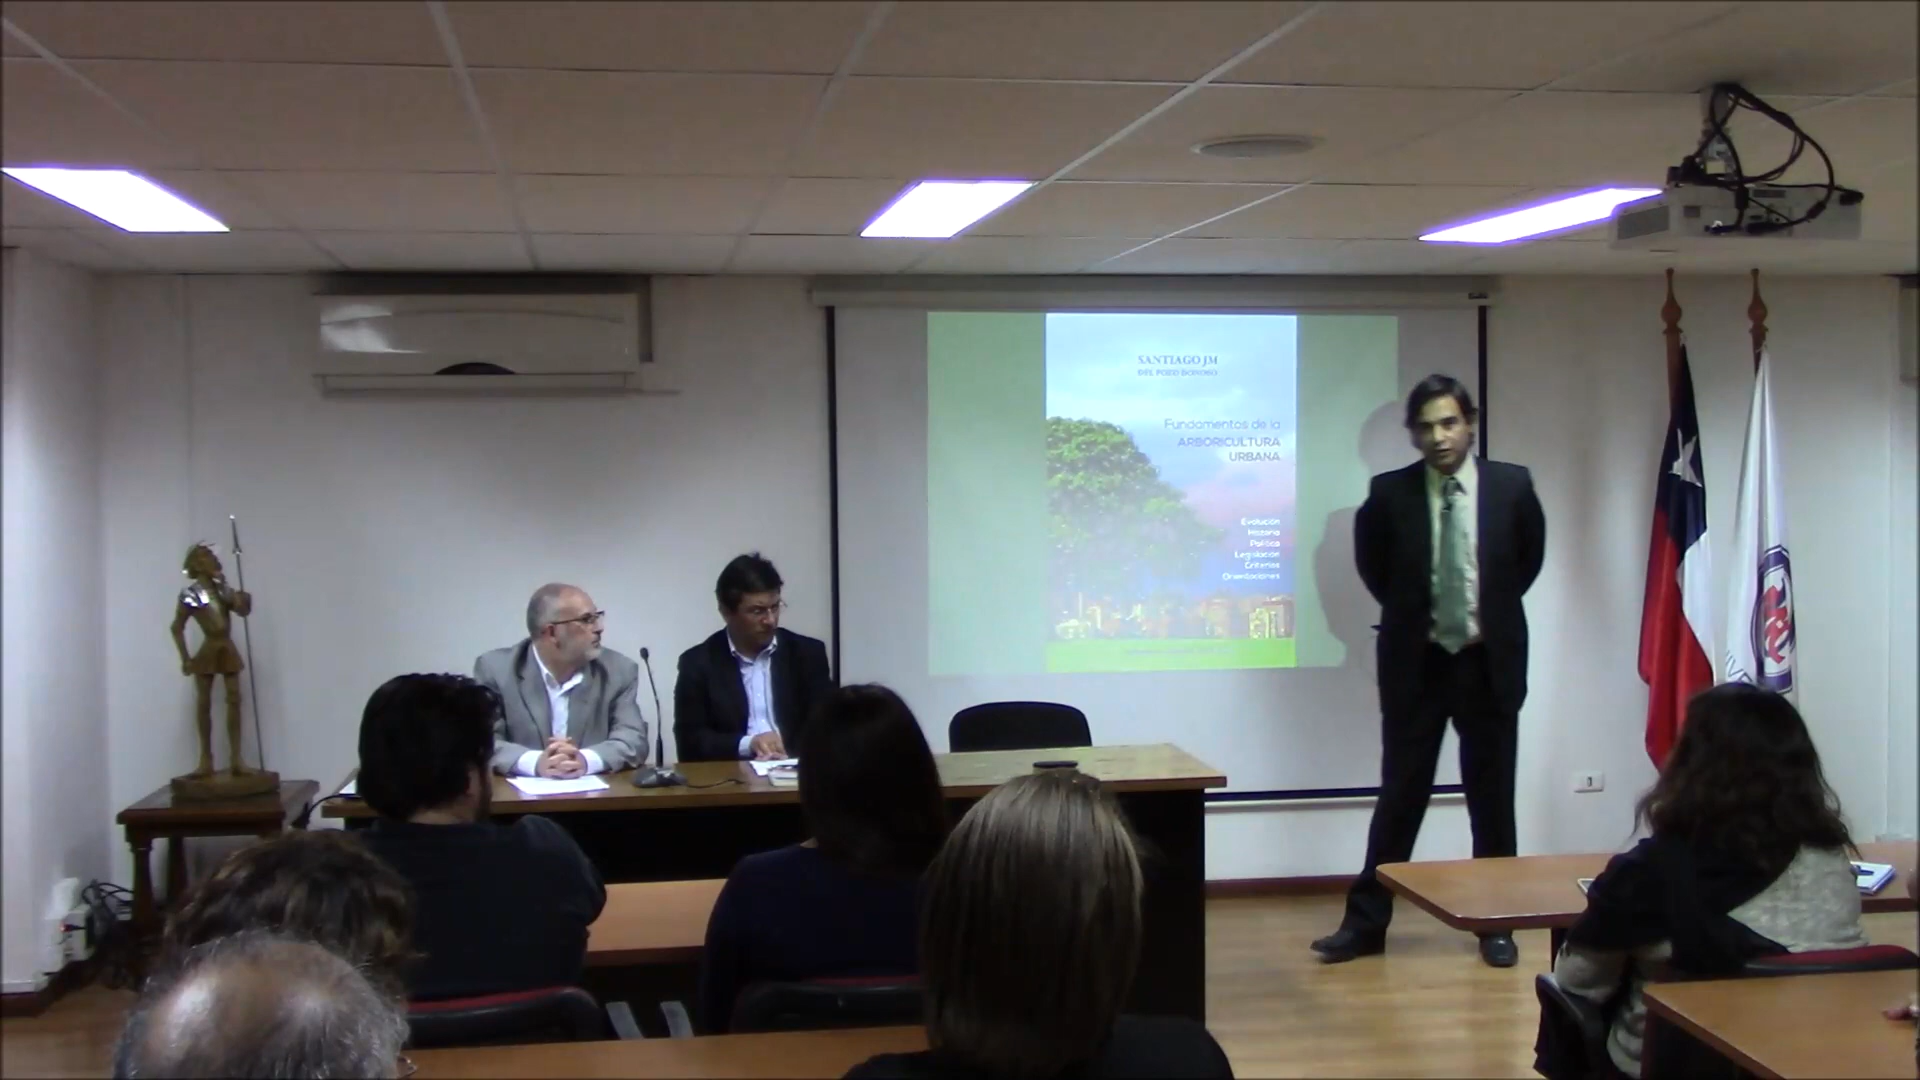 SANTIAGO JM
DEL POZO DONOSO
Fundamentos de la
ARBORICULTURA
URBANA
Evolución
Historia
Política
Legislación
Criterios
Orientaciones